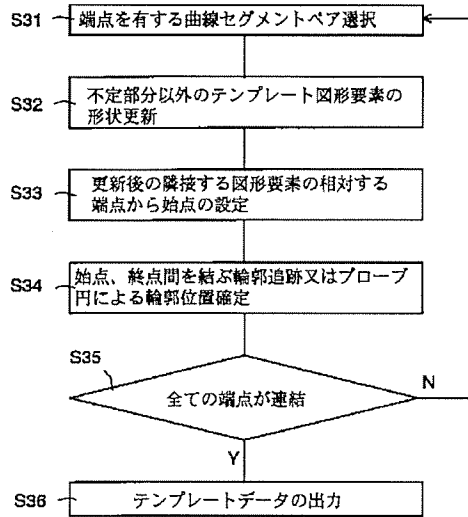 S31
端点を有する曲線セグメントペア選択
S32
不定部分以外のテンプレート図形要素の
形状更新
S33
更新後の隣接する図形要素の相対する
端点から始点の設定
S34
始点、終点間を結ぶ輪郭追跡又はプローブ
円による輪郭位置確定
S35
全ての端点が連結
N
Y
S36
テンプレートデータの出力